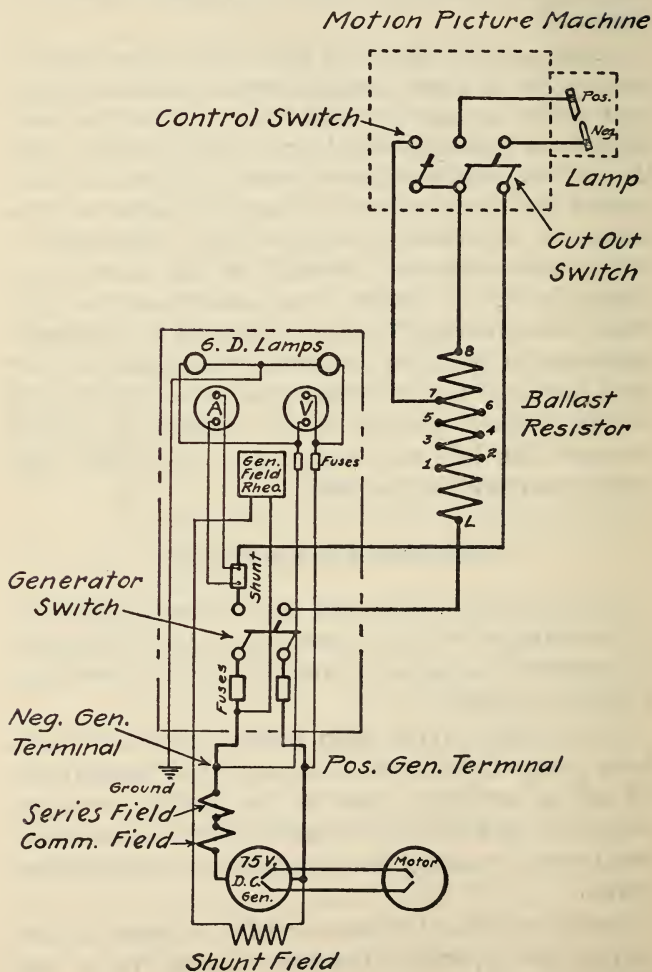 Motion Picture Machine
Pos.
Control Switch
Neg.
Lamp
Cut Out
Switch
G. D. Lamps
8
A
V
7
6
Ballast
5
4
Resistor
Fuses
3
Gen.
Field
Rheo.
1
2
L
Shunt
Generator
Switch
Fuses
Neg. Gen.
Terminal
Pos. Gen. Terminal
Ground
Series Field
Comm. Field
75 V.
D.C.
Gen.
Motor
Shunt Field